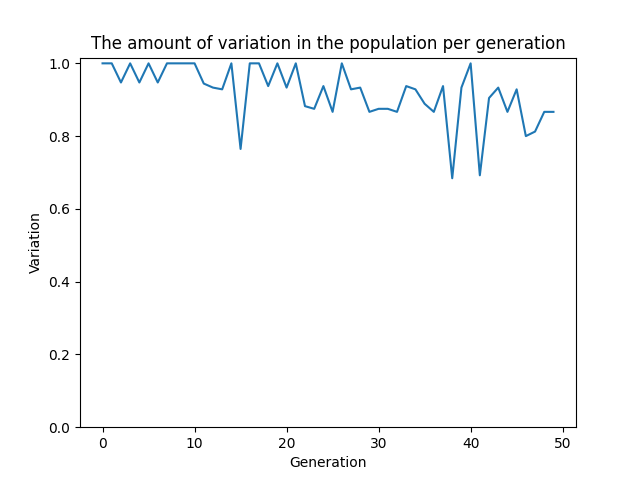 The amount of variation in the population per generation
1.0
0.8
0.6
0.4
0.2
0.0
Variation
0 10 20 30 40 50
Generation